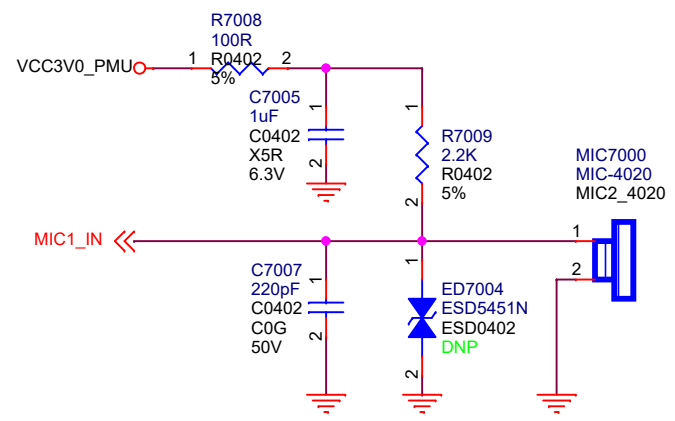 R7008
100R
VCC3V0_PMU
1
R0402
2
5%
C7005
1uF
C0402
X5R
6.3V
1
2
1
R7009
2.2K
R0402
5%
2
MIC7000
MIC-4020
MIC2_4020
MIC1_IN
1
2
C7007
220pF
C0402
C0G
50V
1
2
1
ED7004
ESD5451N
ESD0402
DNP
2